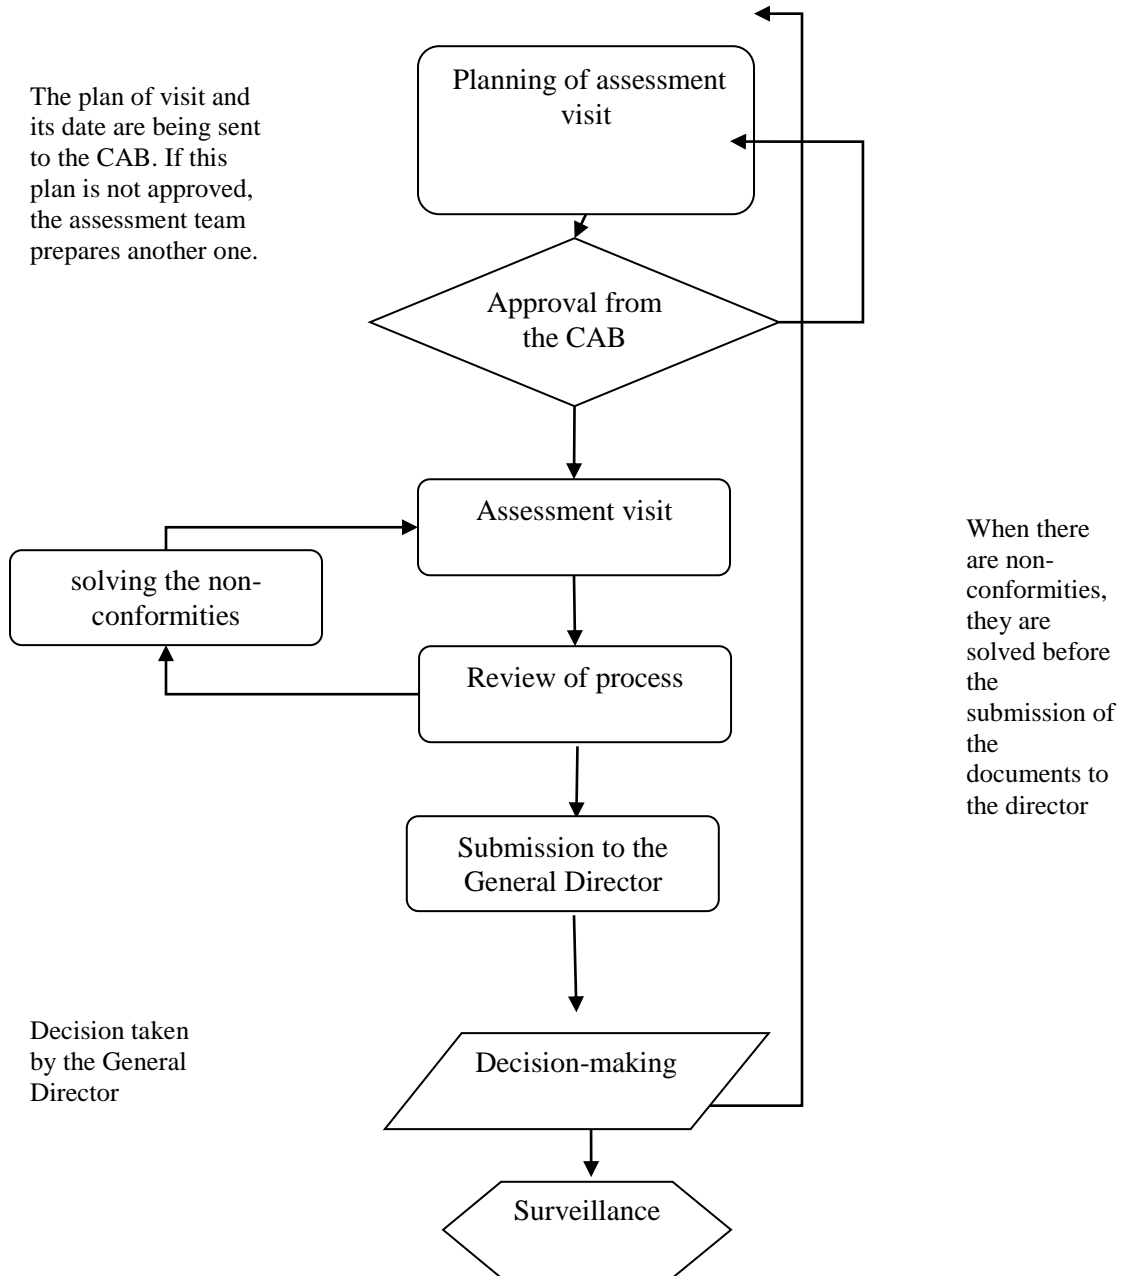 Planning of assessment
visit
The plan of visit and
its date are being sent
to the CAB. If this
plan is not approved,
the assessment team
prepares another one.
Approval from
the CAB
Assessment visit
solving the non-
conformities
Review of process
When there
are non-
conformities,
they are
solved before
the
submission of
the
documents to
the director
Submission to the
General Director
Decision taken
by the General
Director
Decision-making
Surveillance